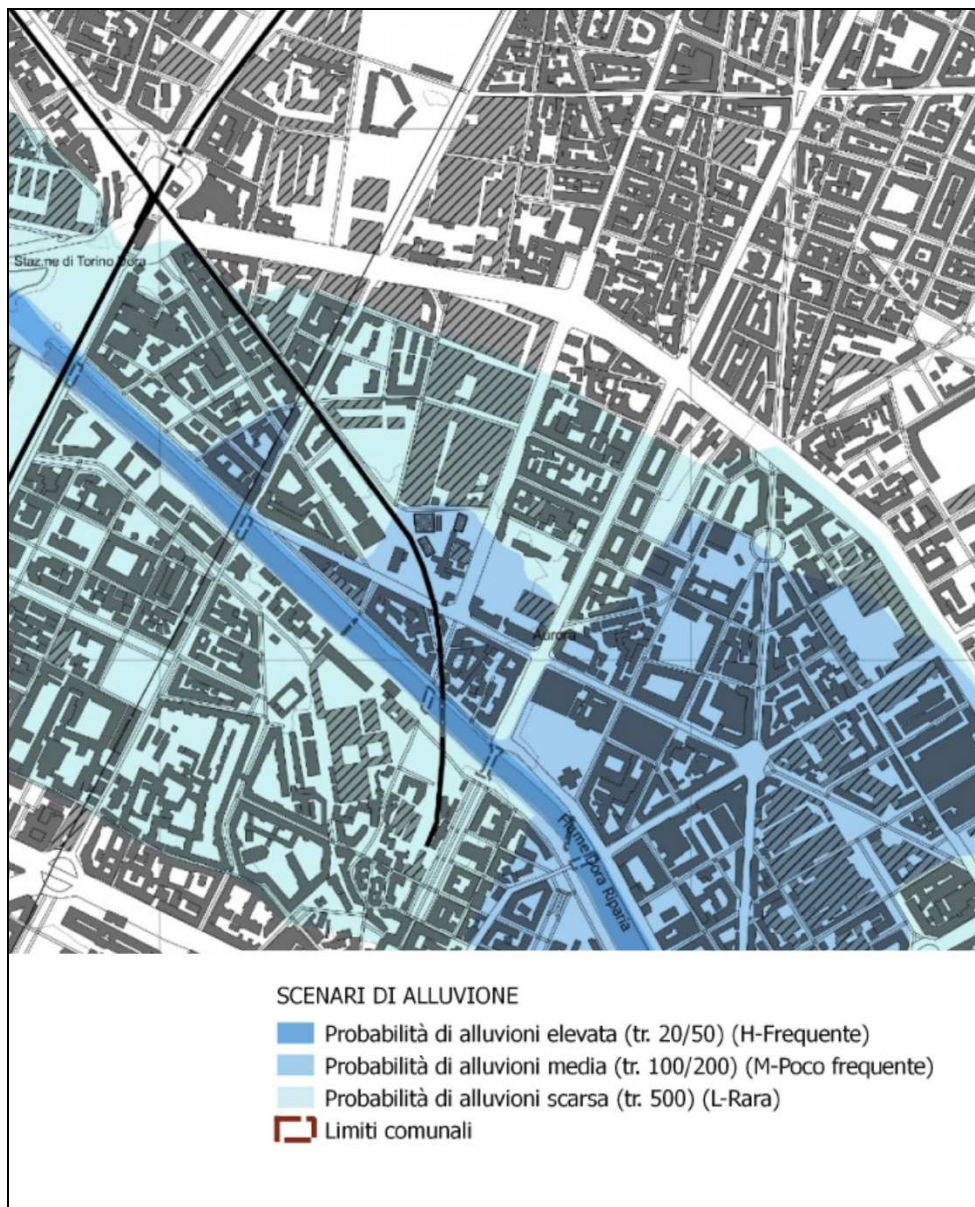 Staz.ne di Torino Dora
Aurora
Fiume Dora Riparia
SCENARI DI ALLUVIONE
Probabilità di alluvioni elevata (tr. 20/50) (H-Frequente)
Probabilità di alluvioni media (tr. 100/200) (M-Poco frequente)
Probabilità di alluvioni scarsa (tr. 500) (L-Rara)
Limiti comunali